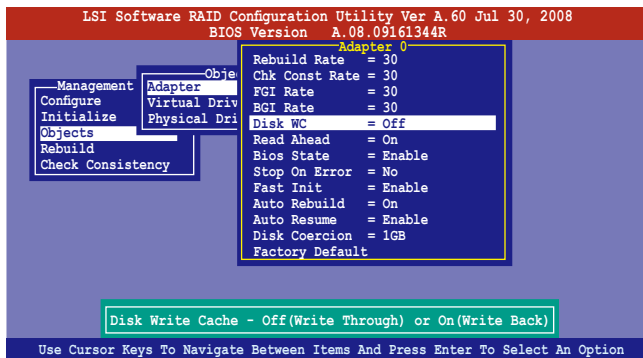 LSI Software RAID Configuration Utility Ver A.60 Jul 30, 2008
BIOS Version A.08.09161344R
Management
Configure
Initialize
Objects
Rebuild
Check Consistency
Obje
Adapter
Virtual Driv
Physical Dri
Adapter 0
Rebuild Rate = 30
Chk Const Rate = 30
FGI Rate = 30
BGI Rate = 30
Disk WC = Off
Read Ahead = On
Bios State = Enable
Stop On Error = No
Fast Init = Enable
Auto Rebuild = On
Auto Resume = Enable
Disk Coercion = 1GB
Factory Default
Disk Write Cache - Off(Write Through) or On(Write Back)
Use Cursor Keys To Navigate Between Items And Press Enter To Select An Option